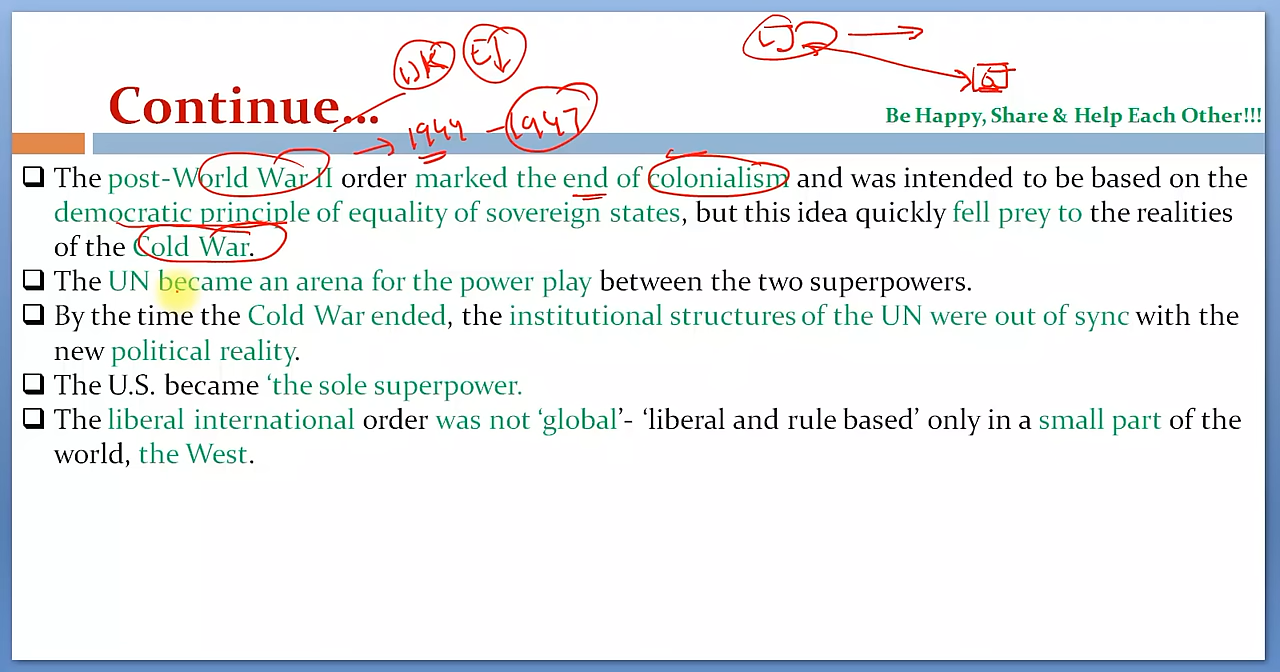 UK E↓
Continue...
1944 - 1947
Be Happy, Share & Help Each Other!!!
The post-World War II order marked the end of colonialism and was intended to be based on the
democratic principle of equality of sovereign states, but this idea quickly fell prey to the realities
of the Cold War.
The UN became an arena for the power play between the two superpowers.
By the time the Cold War ended, the institutional structures of the UN were out of sync with the
new political reality.
The U.S. became ‘the sole superpower.
The liberal international order was not ‘global’- ‘liberal and rule based’ only in a small part of the
world, the West.